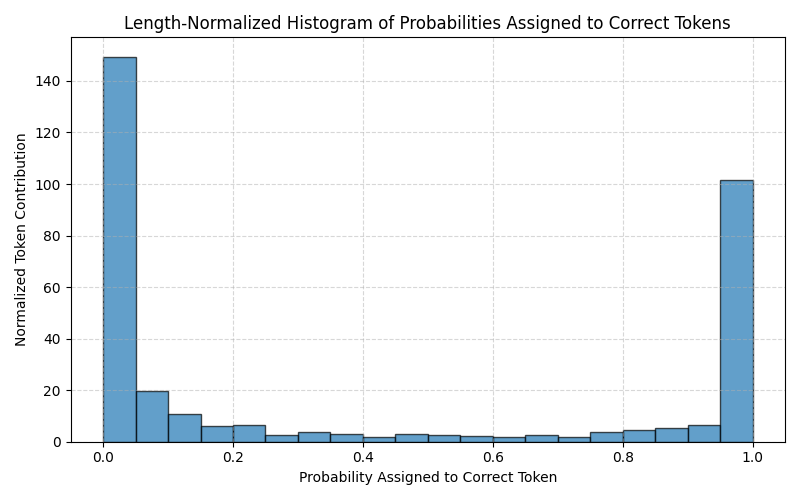 Length-Normalized Histogram of Probabilities Assigned to Correct Tokens
Normalized Token Contribution
140
120
100
80
60
40
20
0
0.0 0.2 0.4 0.6 0.8 1.0
Probability Assigned to Correct Token